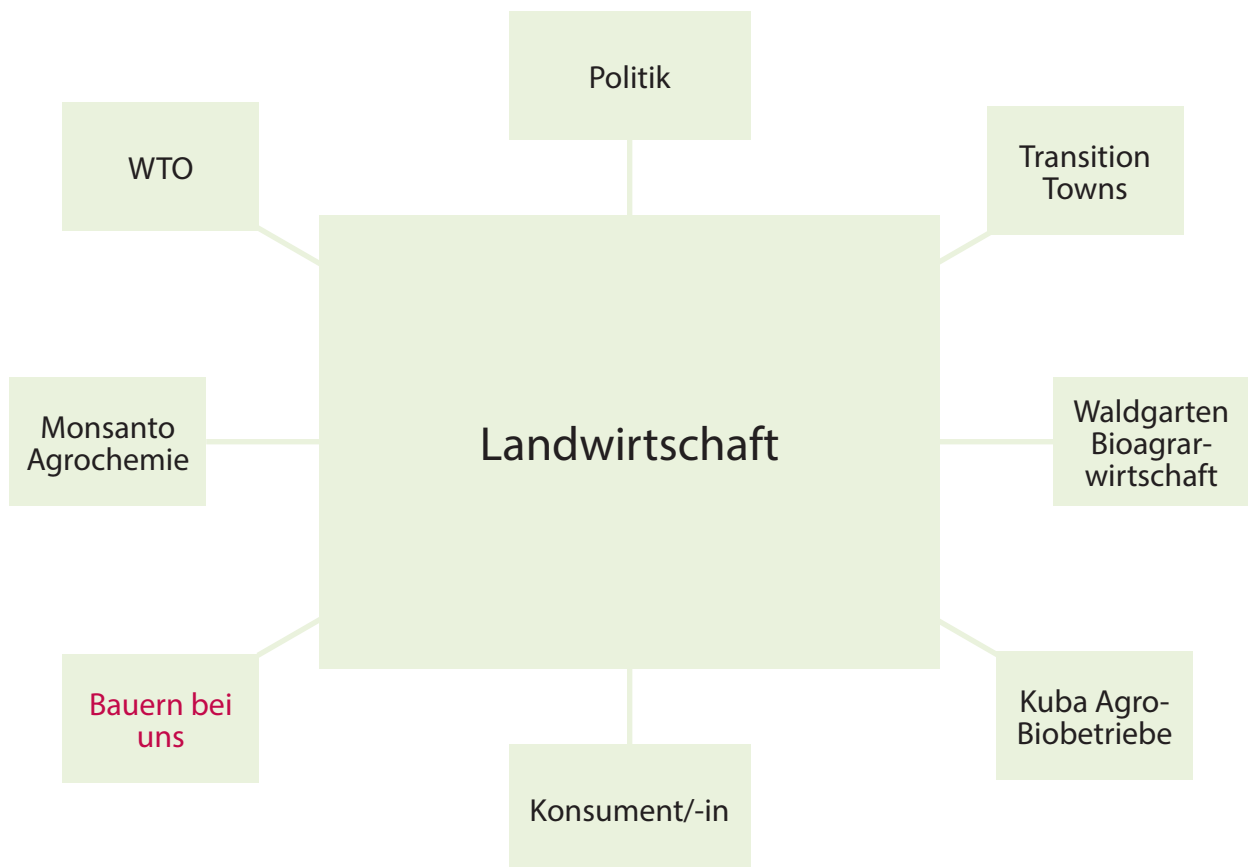 Politik
WTO
Transition
Towns
Monsanto
Agrochemie
Landwirtschaft
Waldgarten
Bioagrar-
wirtschaft
Bauern bei
uns
Kuba Agro-
Biobetriebe
Konsument/-in